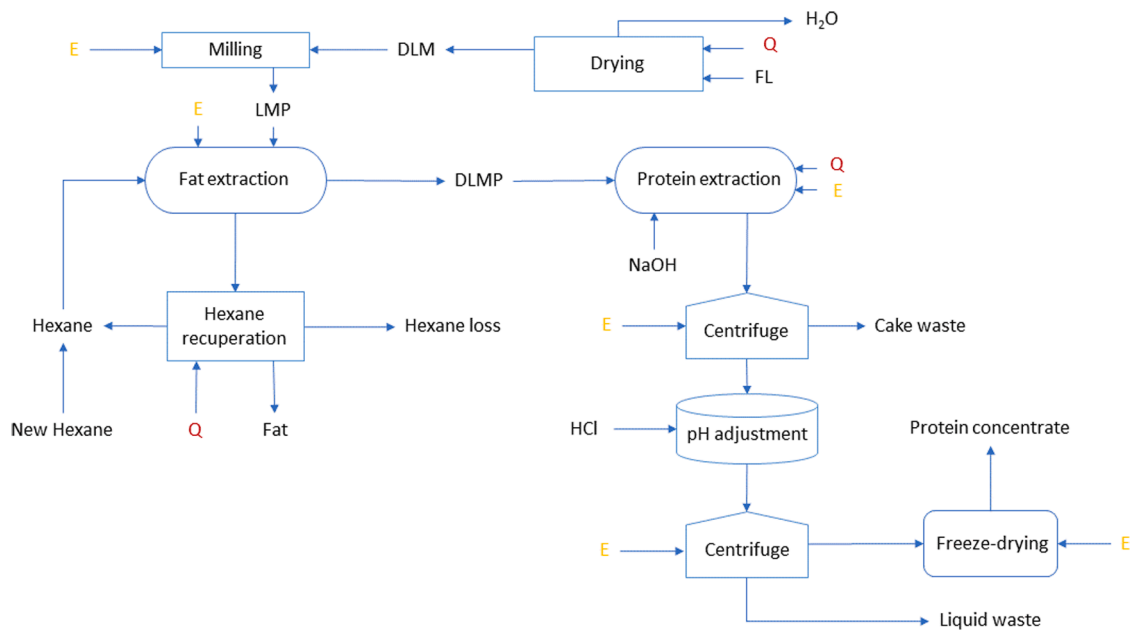 H₂O
E
Milling
DLM
Drying
Q
FL
E
LMP
Fat extraction
DLMP
Protein extraction
Q
E
NaOH
Hexane
Hexane
recuperation
Hexane loss
E
Centrifuge
Cake waste
New Hexane
Q
Fat
HCl
pH adjustment
Protein concentrate
E
Centrifuge
Freeze-drying
E
Liquid waste